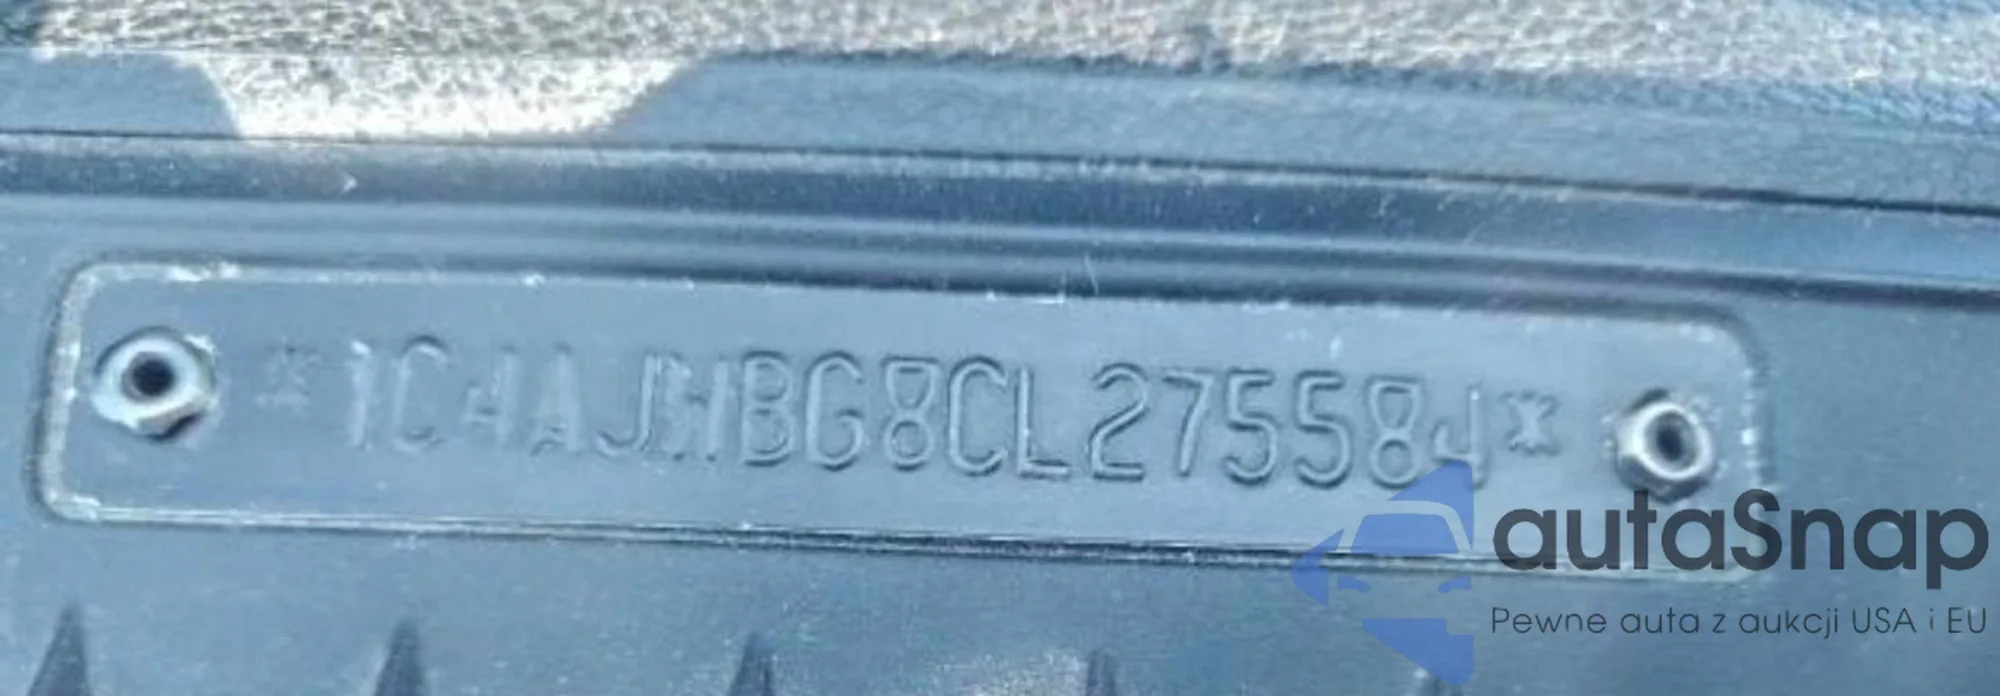 *1C4AJWBG8CL275584*
autaSnap
Pewne auta z aukcji USA i EU